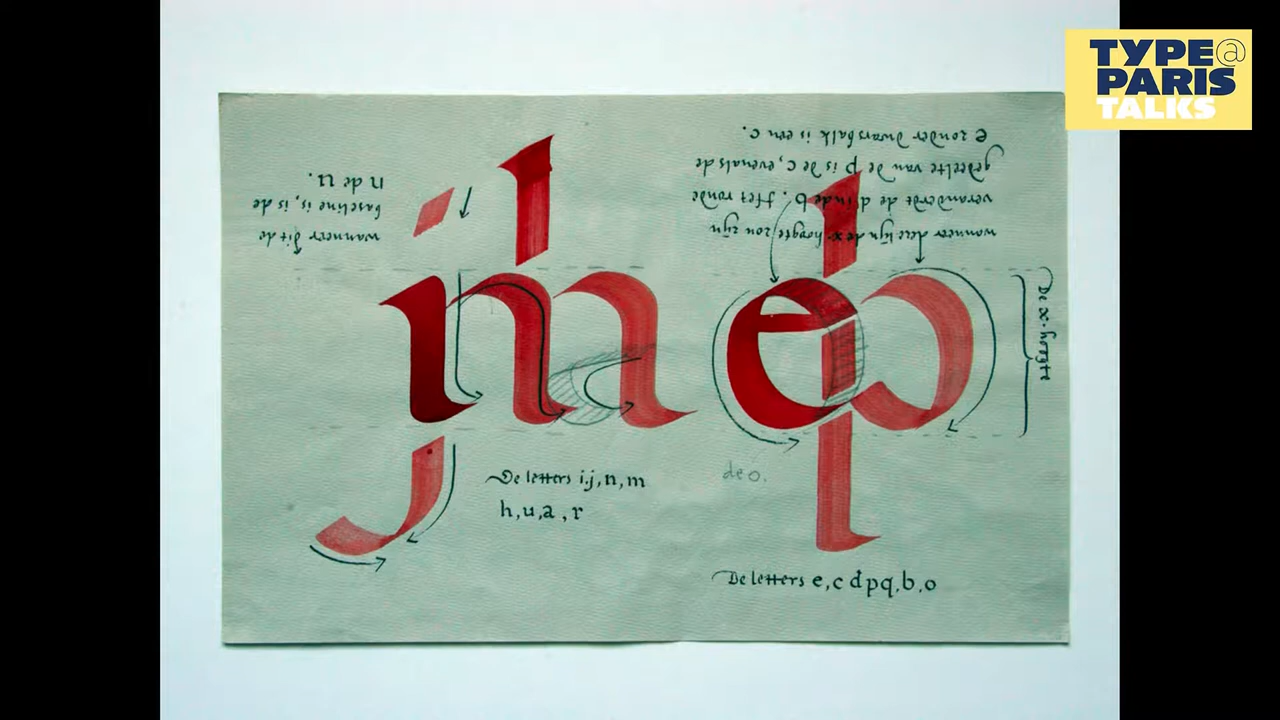 TYPE@
PARIS
TALKS
wanneer dit de
baseline is, is de
n de u.
wanneer deze lijn de x-hoogte zou zijn
veranderdt de d in de b. Het ronde
gedeelte van de p is de c, evenals de
e zonder dwarsbalk is een c.
De x-hoogte
De letters i.j,n,m
h,u,a,r
de o.
De letters e,c d p q,b,o